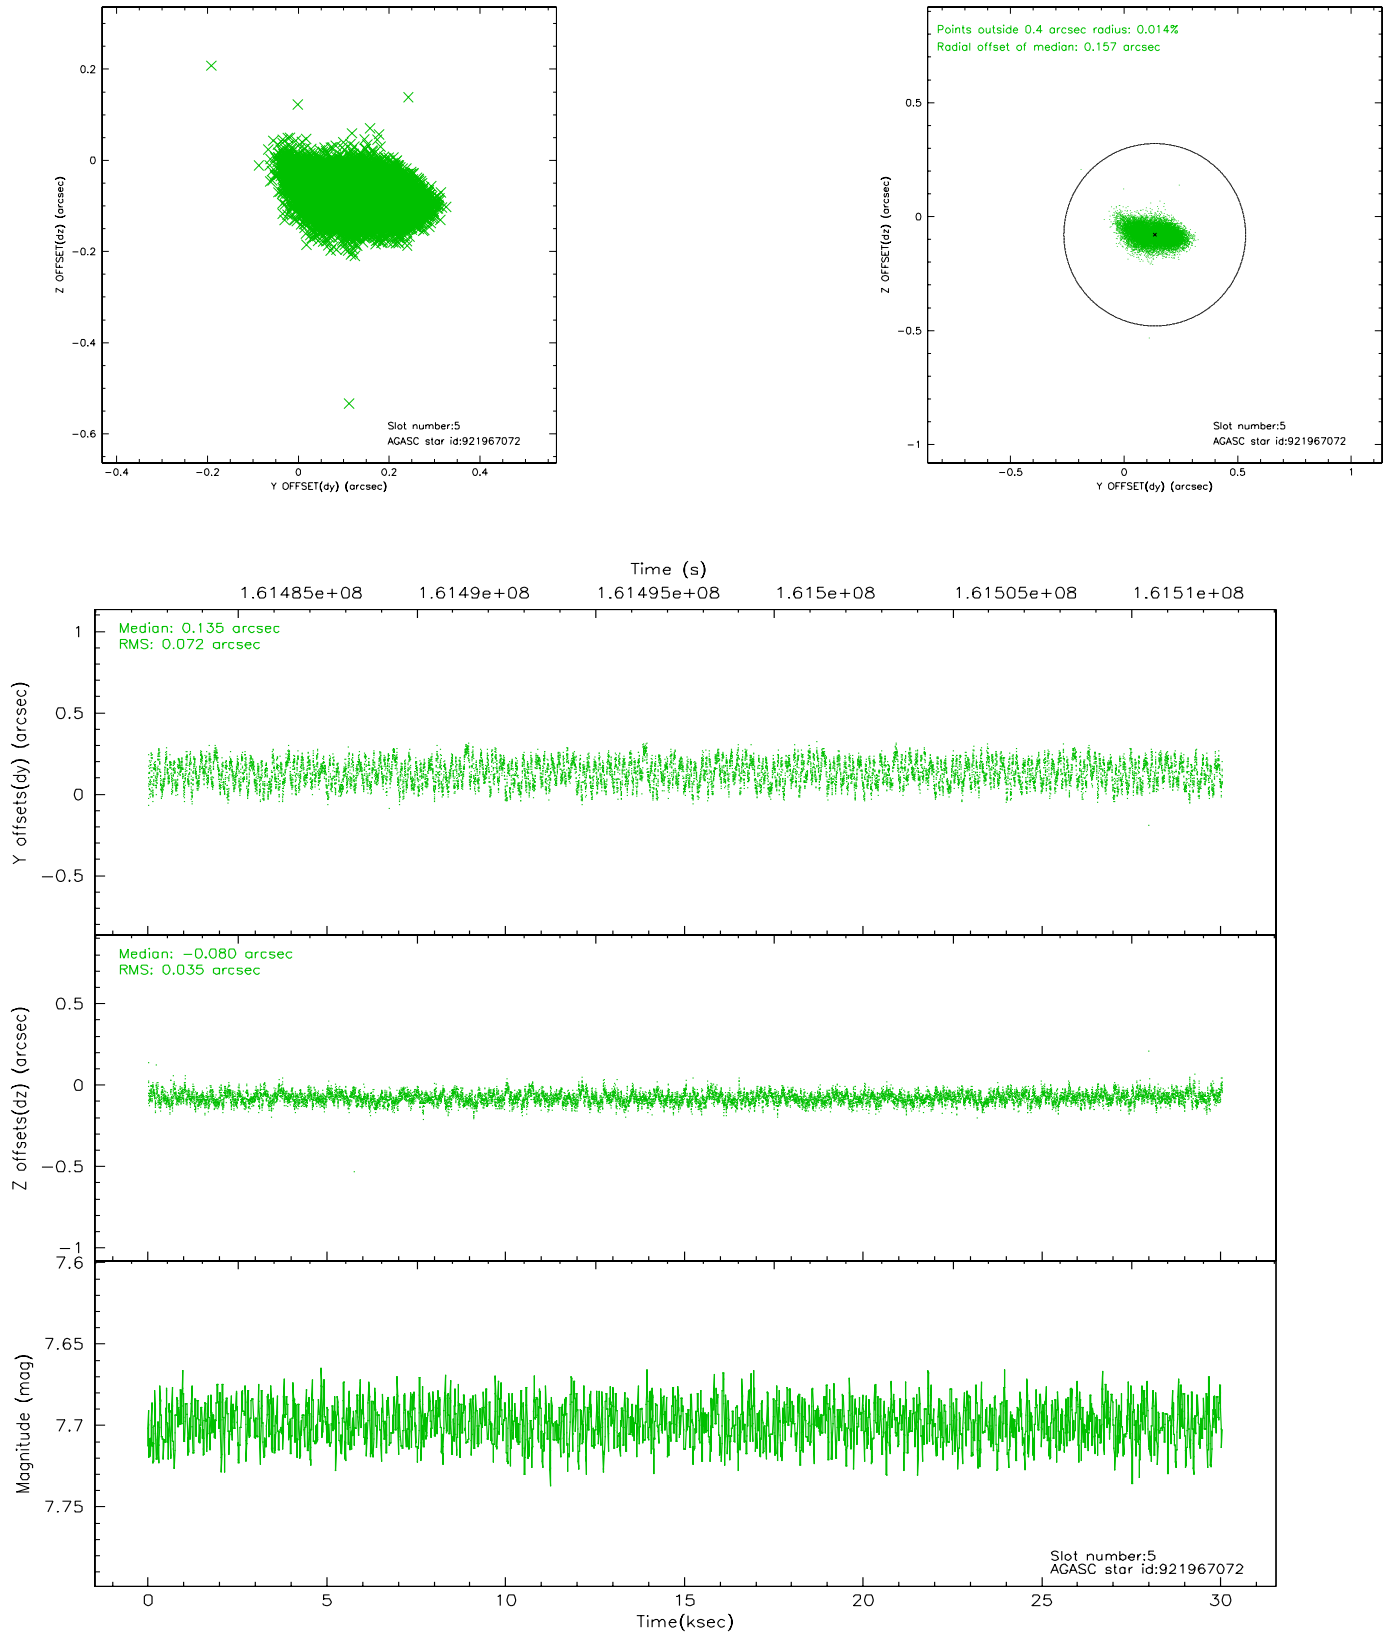 0.2
0
−0.2
−0.4
−0.6
Z OFFSET(dz) (arcsec)
Slot number:5
AGASC star id:921967072
−0.4 −0.2 0 0.2 0.4
Y OFFSET(dy) (arcsec)
Points outside 0.4 arcsec radius: 0.014%
Radial offset of median: 0.157 arcsec
0.5
0
−0.5
−1
Z OFFSET(dz) (arcsec)
Slot number:5
AGASC star id:921967072
−0.5 0 0.5 1
Y OFFSET(dy) (arcsec)
Time (s)
1.61485e+08 1.6149e+08 1.61495e+08 1.615e+08 1.61505e+08 1.6151e+08
Median: 0.135 arcsec
RMS: 0.072 arcsec
1
0.5
0
−0.5
Y offsets(dy) (arcsec)
Median: −0.080 arcsec
RMS: 0.035 arcsec
0.5
0
−0.5
−1
Z offsets(dz) (arcsec)
7.6
7.65
7.7
7.75
Magnitude (mag)
Slot number:5
AGASC star id:921967072
0 5 10 15 20 25 30
Time(ksec)